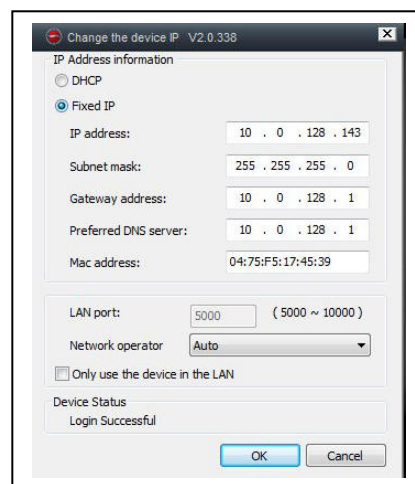 Change the device IP V2.0.338
IP Address information
DHCP
Fixed IP
IP address: 10 . 0 . 128 . 143
Subnet mask: 255 . 255 . 255 . 0
Gateway address: 10 . 0 . 128 . 1
Preferred DNS server: 10 . 0 . 128 . 1
Mac address: 04:75:F5:17:45:39
LAN port: 5000 ( 5000 ~ 10000 )
Network operator Auto
Only use the device in the LAN
Device Status
Login Successful
OK Cancel